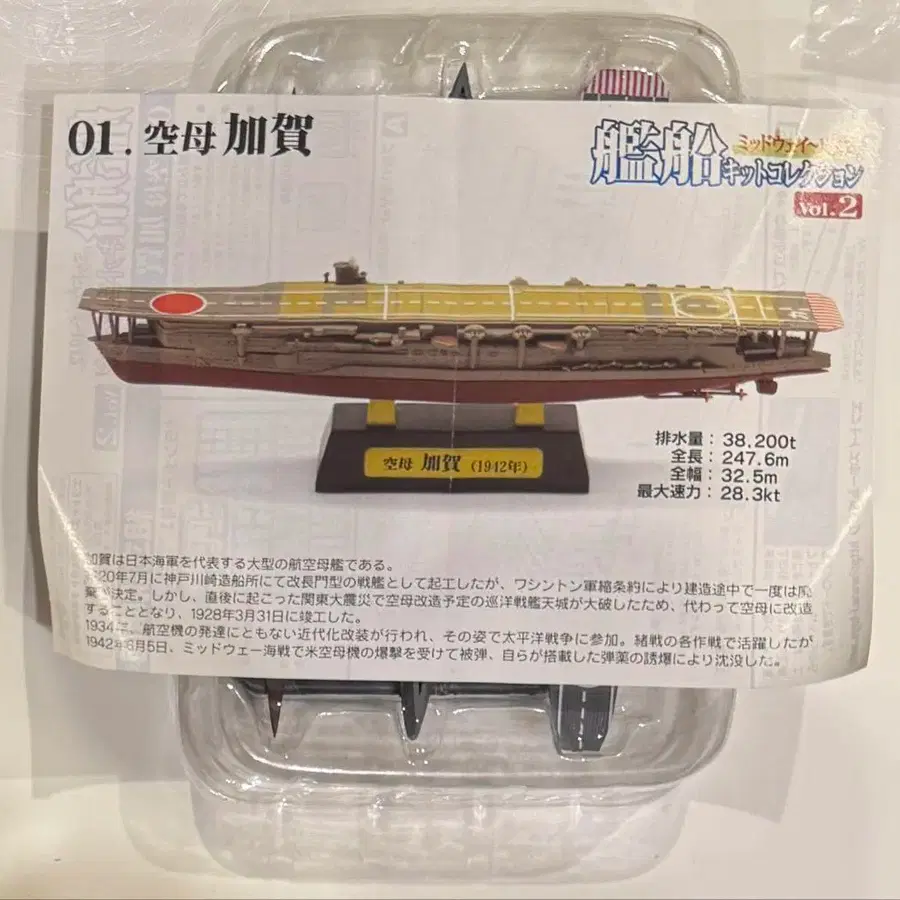 01. 空母 加賀
艦船
ミッドウェイ~
キットコレクション
Vol.2
空母 加賀 (1942年)
排水量：38,200t
全長：247.6m
全幅：32.5m
最大速力：28.3kt
加賀は日本海軍を代表する大型の航空母艦である。
1920年7月に神戸川崎造船所にて改長門型の戦艦として起工したが、ワシントン軍縮条約により建造途中で一度は廃
棄が決定。しかし、直後に起こった関東大震災で空母改造予定の巡洋戦艦天城が大破したため、代わって空母に改造
することとなり、1928年3月31日に竣工した。
1934年、航空機の発達にともない近代化改装が行われ、その姿で太平洋戦争に参加。緒戦の各作戦で活躍したが
1942年6月5日、ミッドウェー海戦で米空母機の爆撃を受けて被弾、自らが搭載した弾薬の誘爆により沈没した。